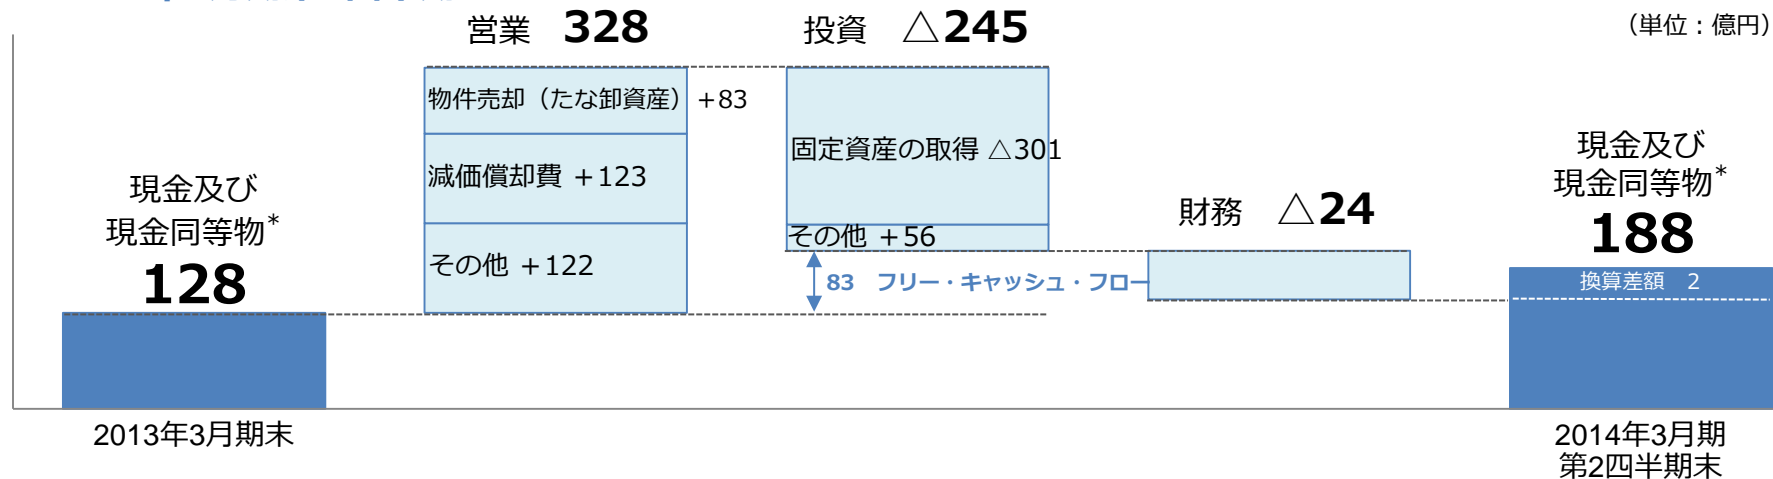 営業 328
投資 △245
（単位：億円）
物件売却（たな卸資産） +83
減価償却費 +123
その他 +122
固定資産の取得 △301
その他 +56
83 フリー・キャッシュ・フロー
財務 △24
現金及び
現金同等物*
128
現金及び
現金同等物*
188
換算差額 2
2013年3月期末
2014年3月期
第2四半期末